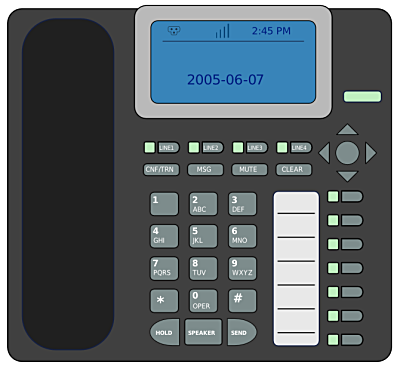 2:45 PM
2005-06-07
LINE1 LINE2 LINE3 LINE4
CNF/TRN MSG MUTE CLEAR
1 2 3
ABC DEF
4 5 6
GHI JKL MNO
7 8 9
PQRS TUV WXYZ
* 0 #
OPER
HOLD SPEAKER SEND